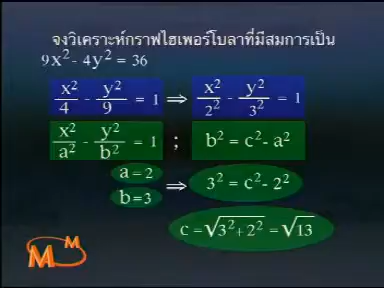 จงวิเคราะห์กราฟไฮเพอร์โบลาที่มีสมการเป็น
9x² - 4y² = 36
x²/4 - y²/9 = 1 ⇒ x²/2² - y²/3² = 1
x²/a² - y²/b² = 1 ; b² = c² - a²
a = 2
b = 3
⇒ 3² = c² - 2²
c = √(3² + 2²) = √13
M M